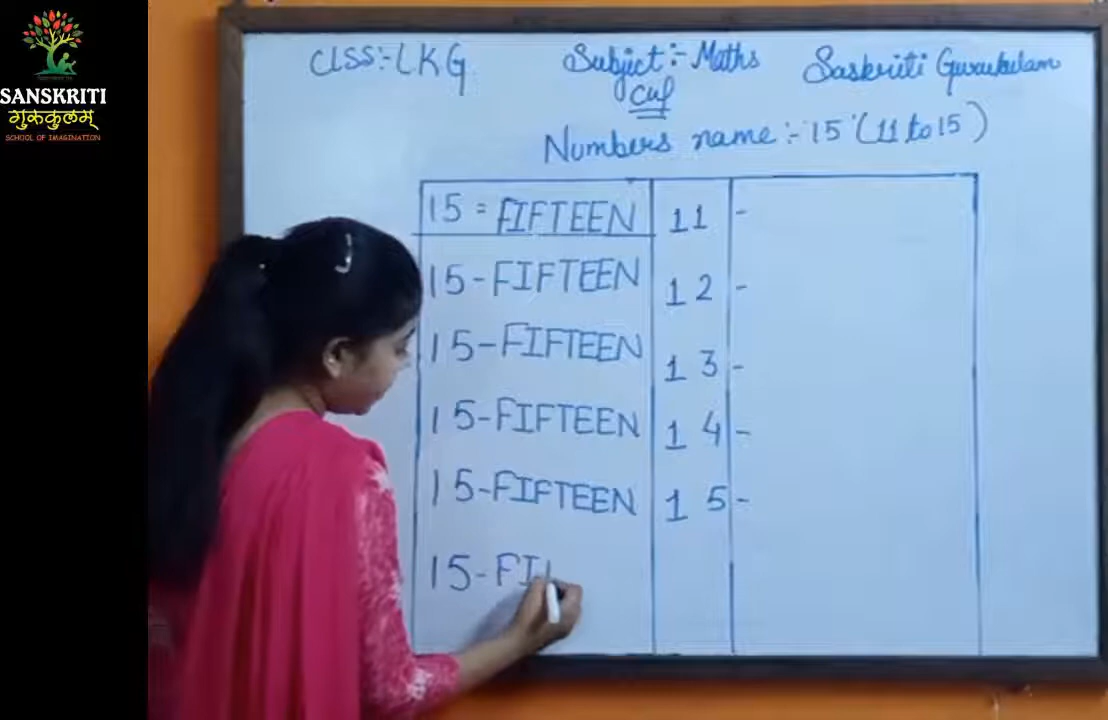 SANSKRITI
गुरुकुलम्
SCHOOL OF IMAGINATION
Clss:- LKG
Subject:- Maths
Saskriti Gurukulam
Cw
Numbers name:- 15 (11 to 15)
15 = FIFTEEN 11 -
15-FIFTEEN 12 -
15-FIFTEEN 13 -
15-FIFTEEN 14 -
15-FIFTEEN 15 -
15-FI